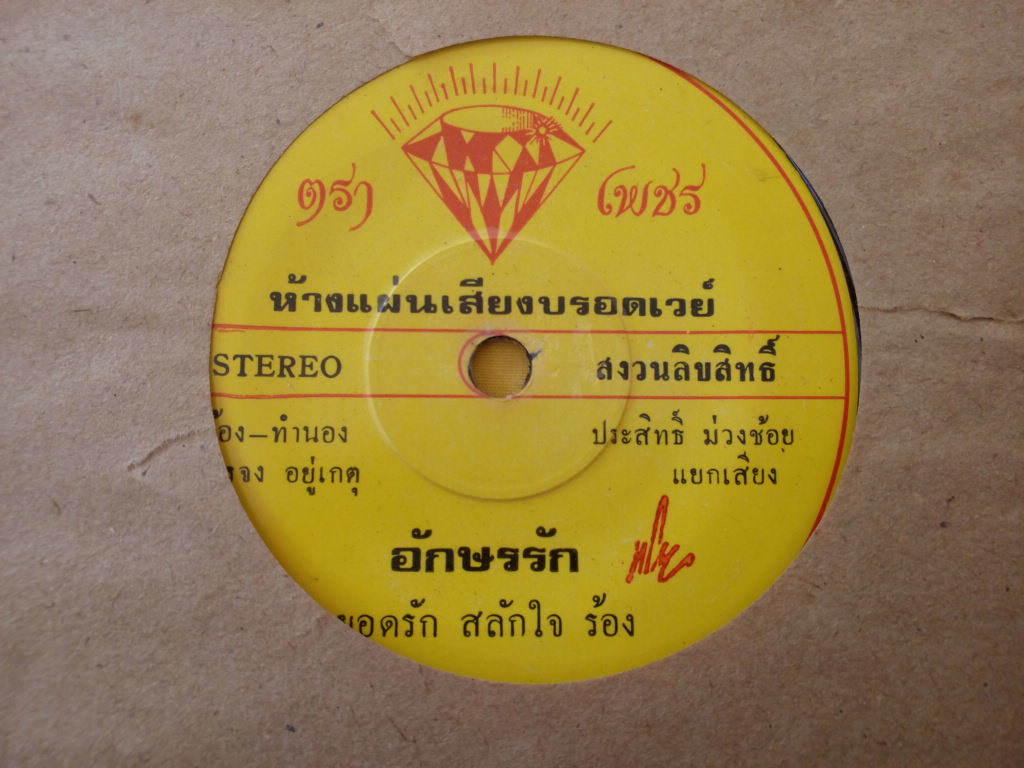 ตรา เพชร
ห้างแผ่นเสียงบรอดเวย์
STEREO สงวนลิขสิทธิ์
้อง-ทำนอง ประสิทธิ์ ม่วงช้อย
จง อยู่เกตุ แยกเสียง
อักษรรัก
ยอดรัก สลักใจ ร้อง